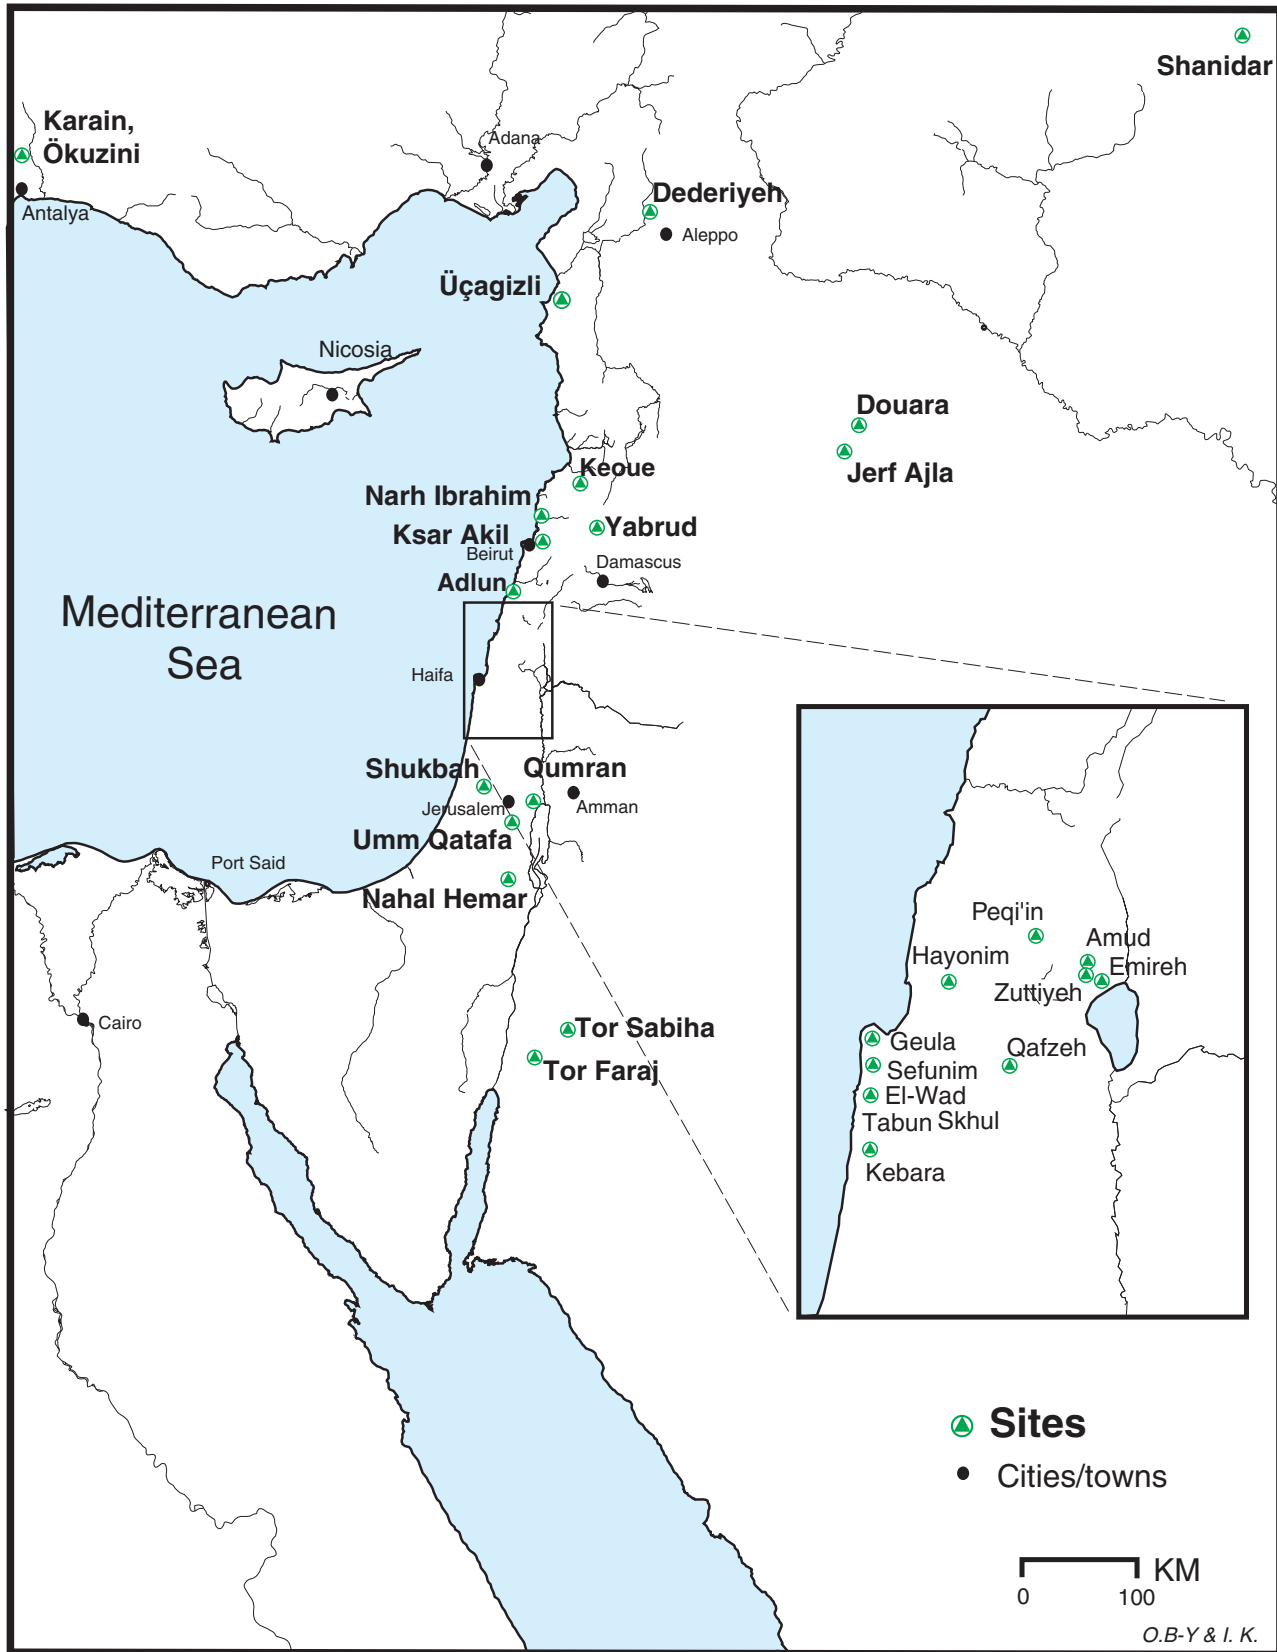 Shanidar
Karain,
Ökuzini
Adana
Antalya
Dederiyeh
Aleppo
Üçagizli
Nicosia
Douara
Jerf Ajla
Keoue
Narh Ibrahim
Ksar Akil
Yabrud
Beirut
Damascus
Adlun
Mediterranean
Sea
Haifa
Shukbah
Qumran
Jerusalem
Amman
Umm Qatafa
Port Said
Nahal Hemar
Peqi'in
Amud
Hayonim
Emireh
Zuttiyeh
Cairo
Tor Sabiha
Tor Faraj
Geula
Qafzeh
Sefunim
El-Wad
Tabun Skhul
Kebara
Sites
Cities/towns
KM
0 100
O.B-Y & I. K.